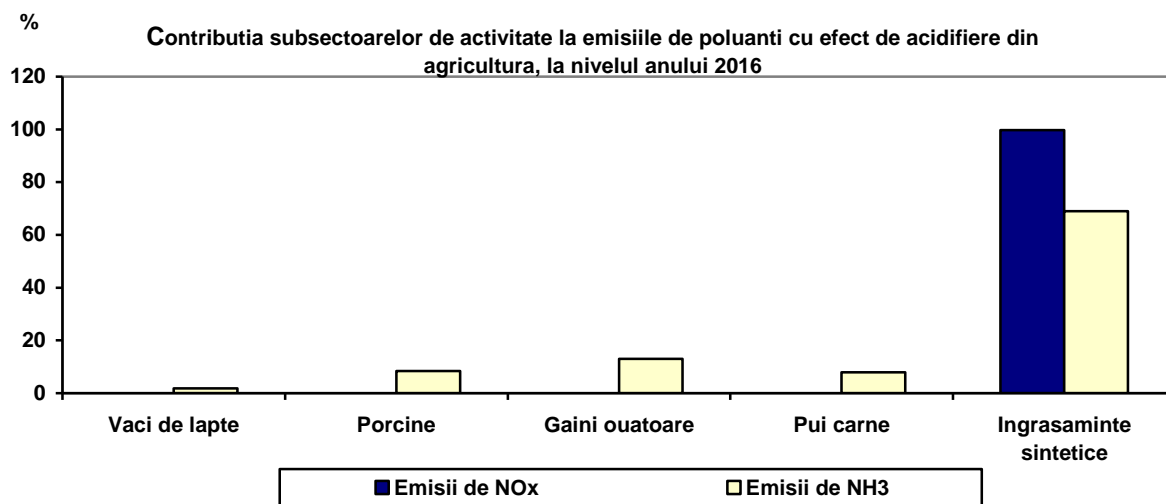 %
Contributia subsectoarelor de activitate la emisiile de poluanti cu efect de acidifiere din
agricultura, la nivelul anului 2016
120
100
80
60
40
20
0
Vaci de lapte Porcine Gaini ouatoare Pui carne Ingrasaminte
sintetice
Emisii de NOx Emisii de NH3